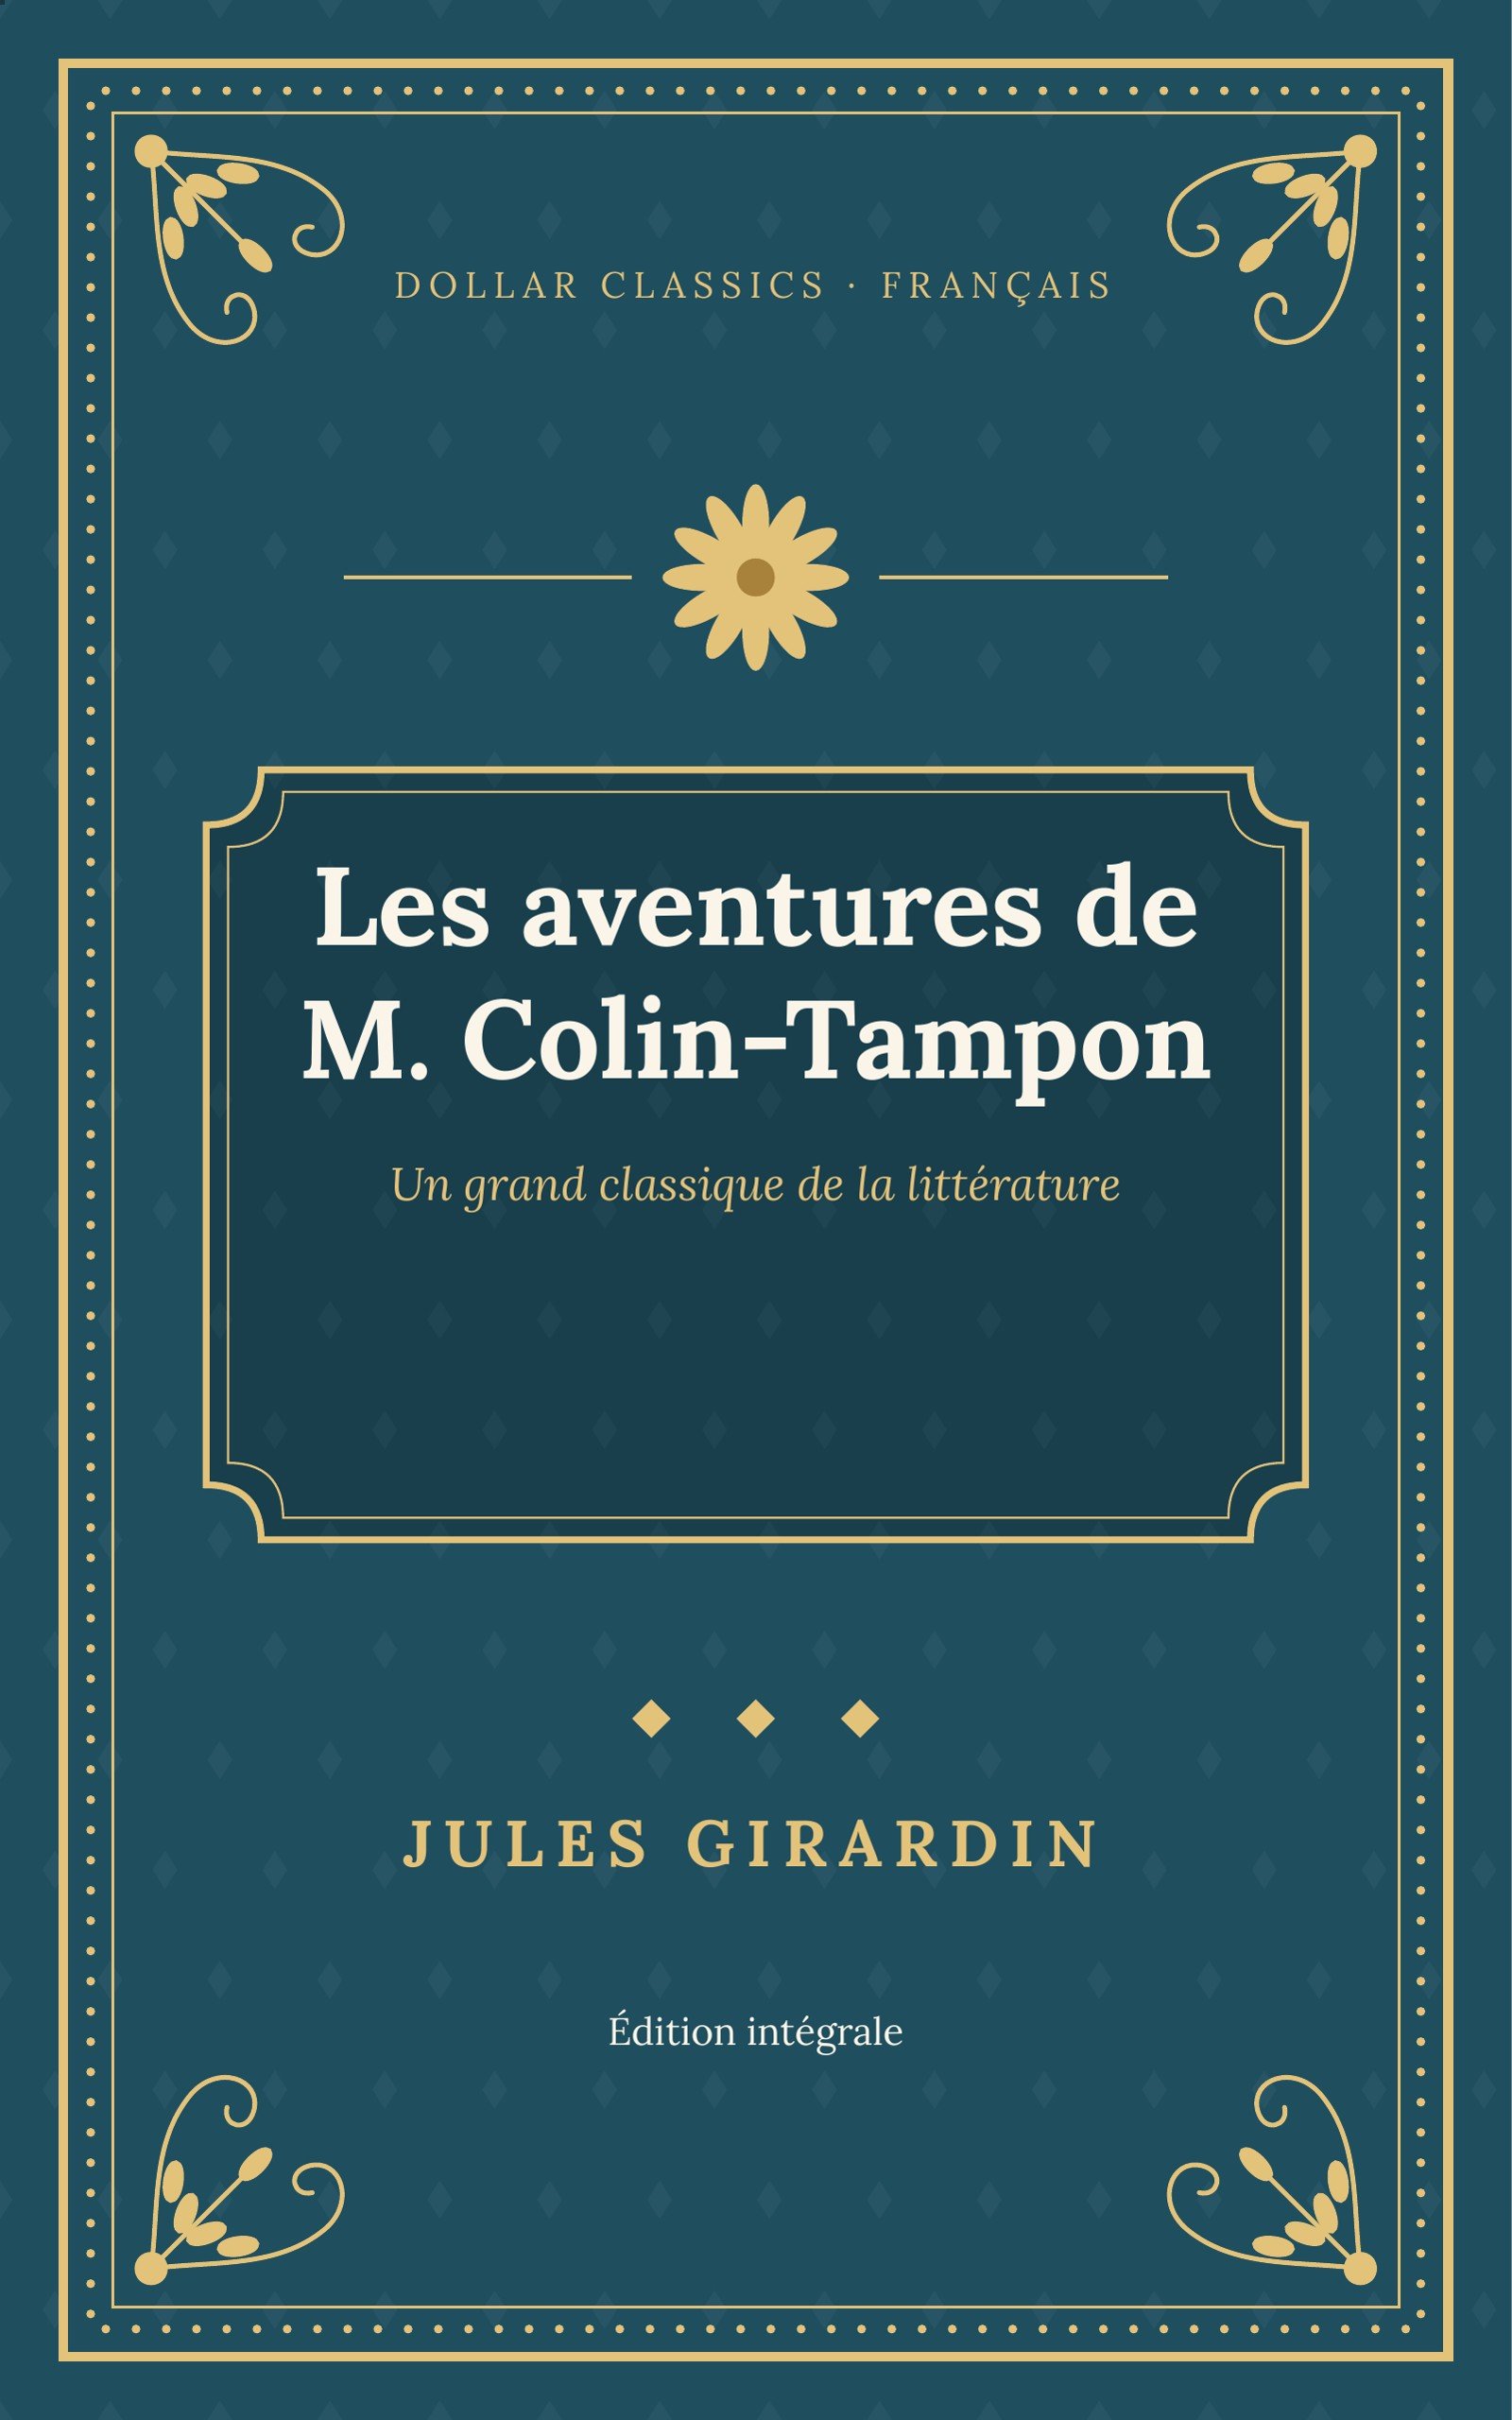 DOLLAR CLASSICS · FRANÇAIS
Les aventures de
M. Colin-Tampon
Un grand classique de la littérature
JULES GIRARDIN
Édition intégrale